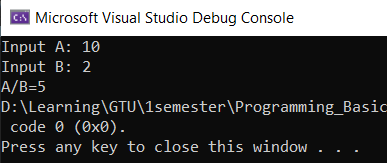 Microsoft Visual Studio Debug Console
Input A: 10
Input B: 2
A/B=5
D:\Learning\GTU\1semester\Programming_Basic
code 0 (0x0).
Press any key to close this window . . .